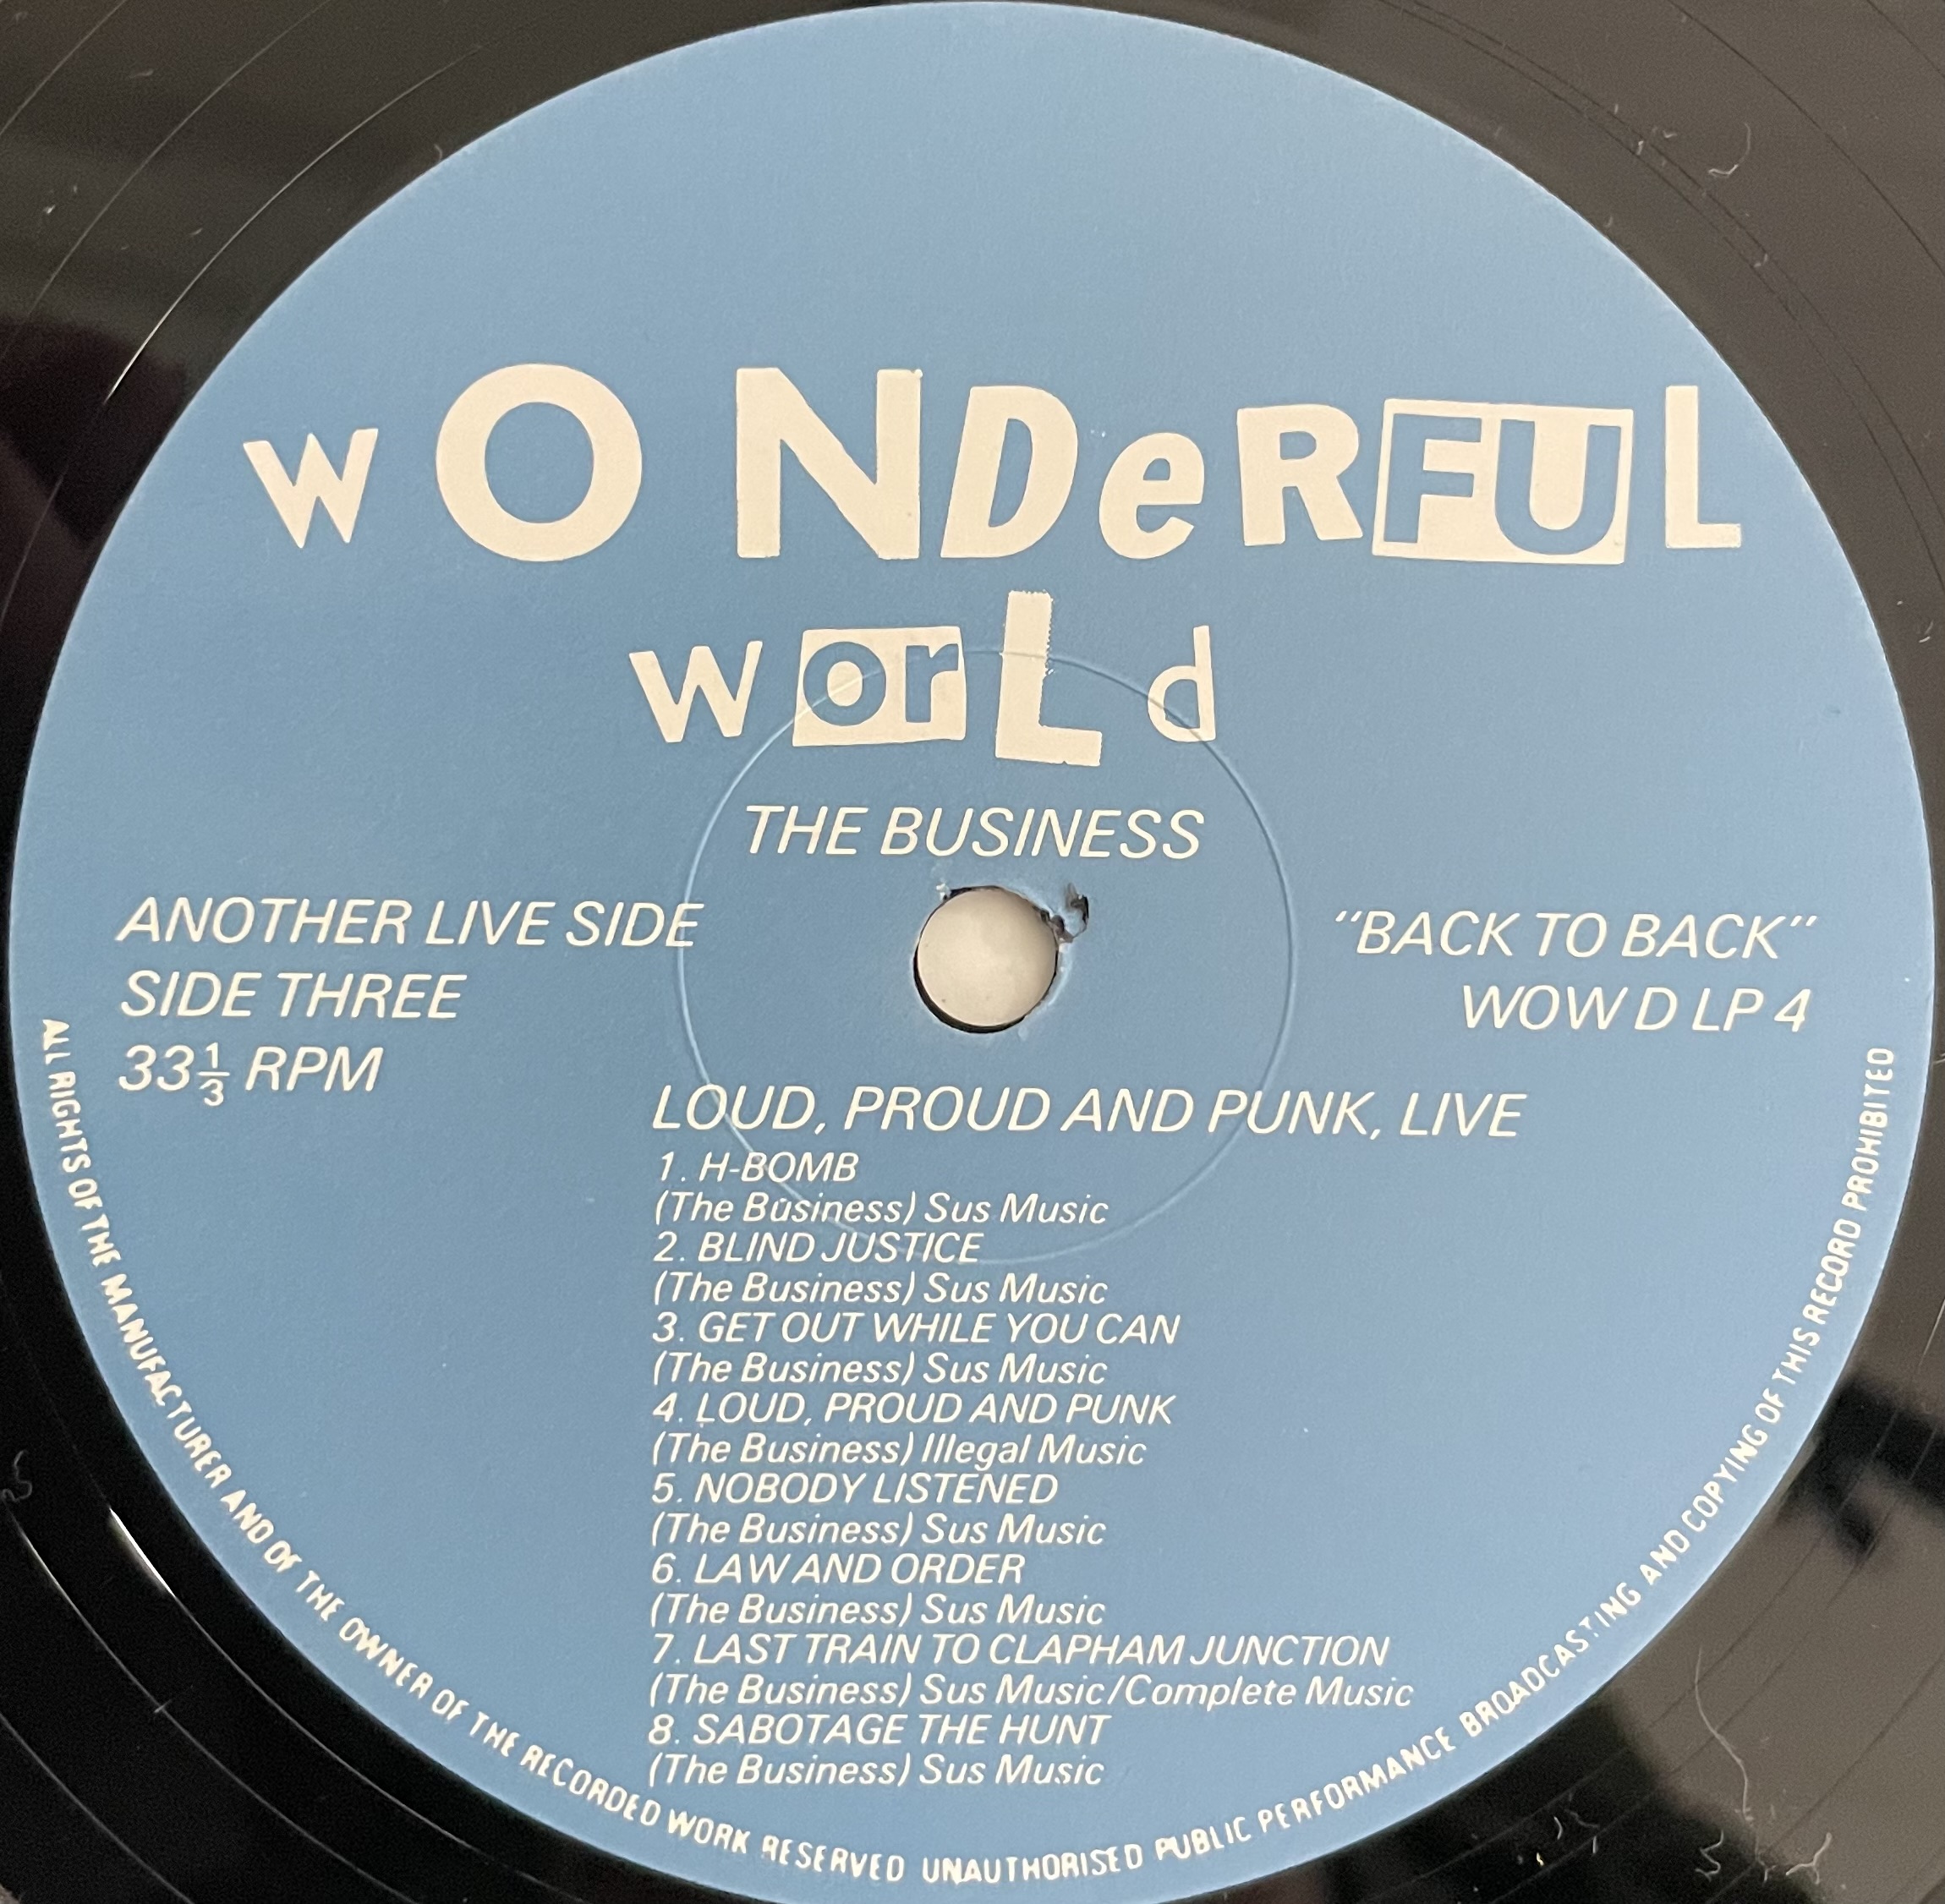 wONDeRFUL
worLd
THE BUSINESS
ANOTHER LIVE SIDE
SIDE THREE
33⅓ RPM
"BACK TO BACK"
WOW D LP 4
LOUD, PROUD AND PUNK, LIVE
1. H-BOMB
(The Business) Sus Music
2. BLIND JUSTICE
(The Business) Sus Music
3. GET OUT WHILE YOU CAN
(The Business) Sus Music
4. LOUD, PROUD AND PUNK
(The Business) Illegal Music
5. NOBODY LISTENED
(The Business) Sus Music
6. LAW AND ORDER
(The Business) Sus Music
7. LAST TRAIN TO CLAPHAM JUNCTION
(The Business) Sus Music/Complete Music
8. SABOTAGE THE HUNT
(The Business) Sus Music
ALL RIGHTS OF THE MANUFACTURER AND OF THE OWNER OF THE RECORDED WORK RESERVED UNAUTHORISED PUBLIC PERFORMANCE BROADCASTING AND COPYING OF THIS RECORD PROHIBITED